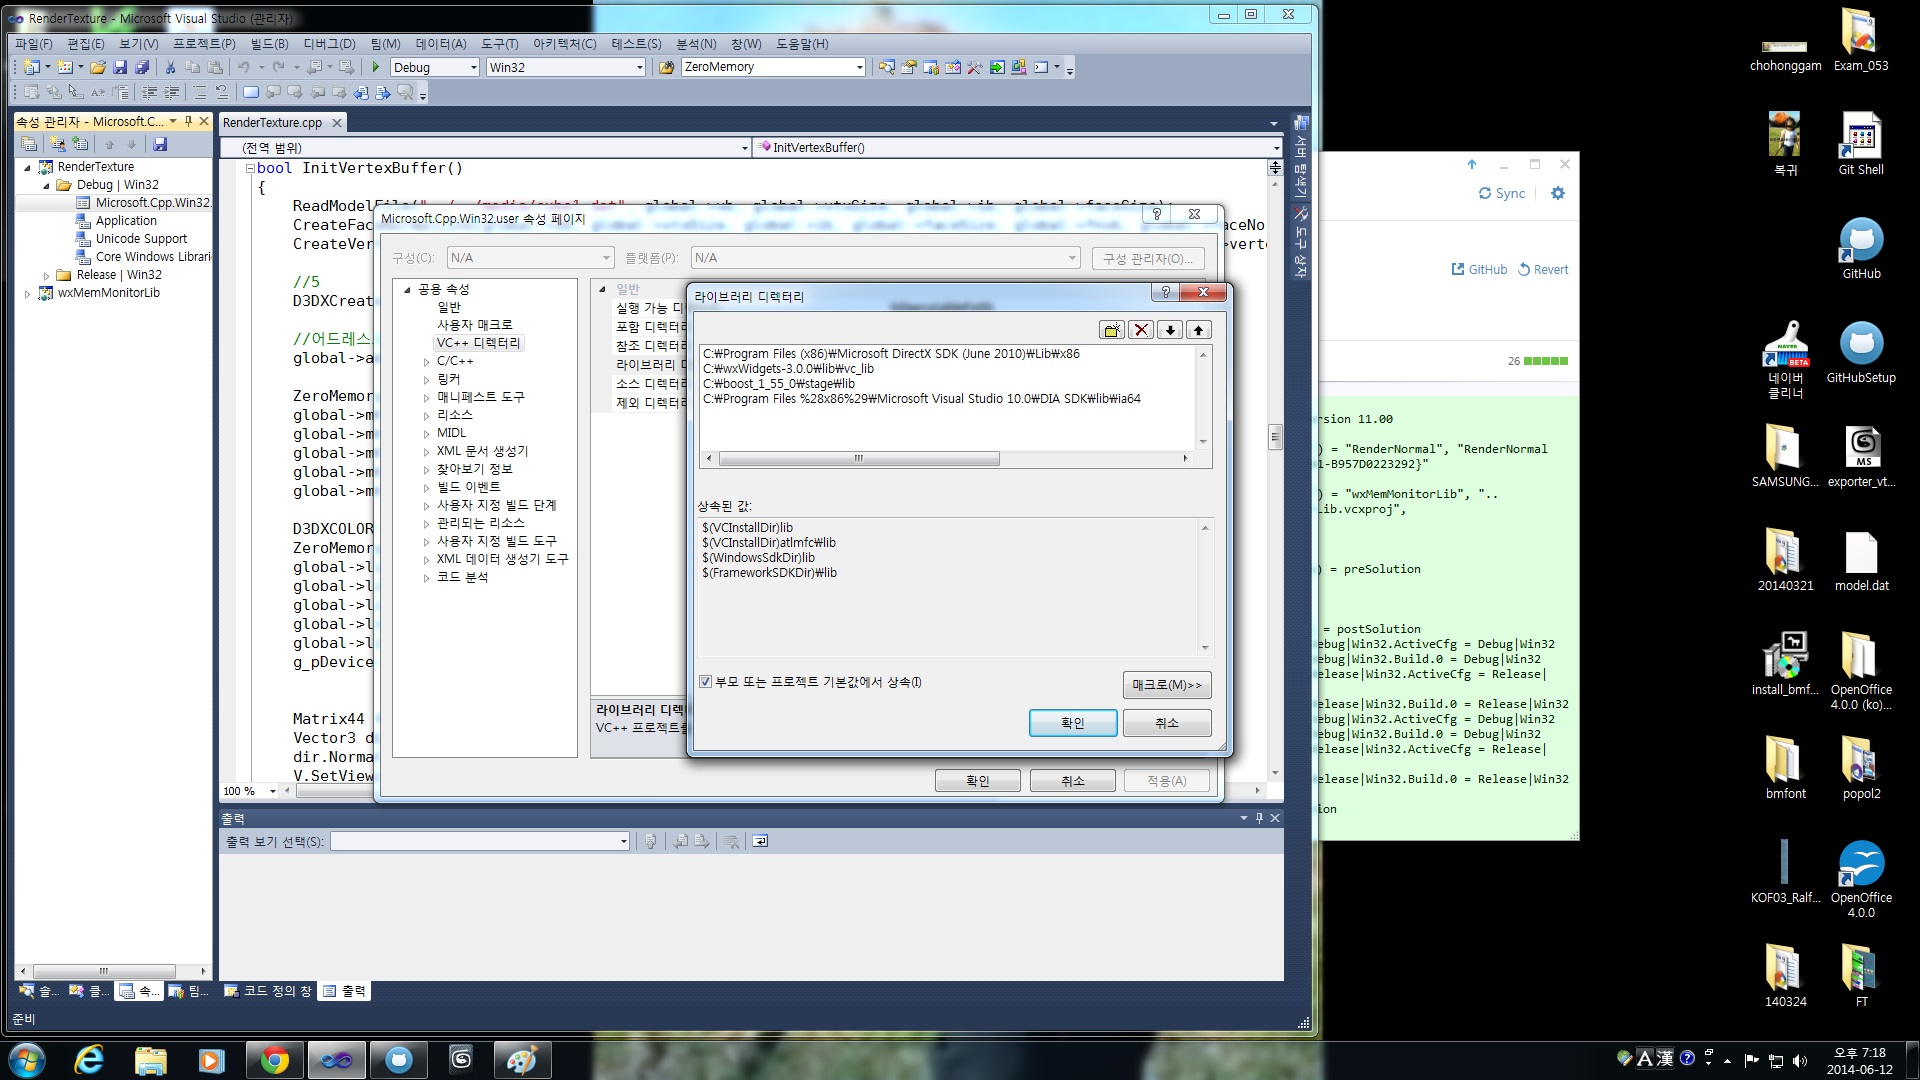 RenderTexture - Microsoft Visual Studio (관리자)
파일(F) 편집(E) 보기(V) 프로젝트(P) 빌드(B) 디버그(D) 팀(M) 데이터(A) 도구(T) 아키텍처(C) 테스트(S) 분석(N) 창(W) 도움말(H)
Debug Win32 ZeroMemory
속성 관리자 - Microsoft.C...
RenderTexture
Debug | Win32
Microsoft.Cpp.Win32.
Application
Unicode Support
Core Windows Librari
Release | Win32
wxMemMonitorLib
RenderTexture.cpp
(전역 범위) InitVertexBuffer()
bool InitVertexBuffer()
{
//5
D3DXCreat
//어드레스
global->a
ZeroMemor
global->m
global->m
global->m
global->m
global->m
D3DXCOLOR
ZeroMemor
global->l
global->l
global->l
global->l
global->l
g_pDevice
Matrix44
Vector3 d
dir.Norma
V.SetView
100 %
Microsoft.Cpp.Win32.user 속성 페이지
구성(C): N/A 플랫폼(P): N/A 구성 관리자(O)...
공용 속성
일반
사용자 매크로
VC++ 디렉터리
C/C++
링커
매니페스트 도구
리소스
MIDL
XML 문서 생성기
찾아보기 정보
빌드 이벤트
사용자 지정 빌드 단계
관리되는 리소스
사용자 지정 빌드 도구
XML 데이터 생성기 도구
코드 분석
일반
실행 가능 디
포함 디렉터리
참조 디렉터리
라이브러리 디
소스 디렉터리
제외 디렉터리
라이브러리 디렉
VC++ 프로젝트를
확인 취소 적용(A)
라이브러리 디렉터리
C:₩Program Files (x86)₩Microsoft DirectX SDK (June 2010)₩Lib₩x86
C:₩wxWidgets-3.0.0₩lib₩vc_lib
C:₩boost_1_55_0₩stage₩lib
C:₩Program Files %28x86%29₩Microsoft Visual Studio 10.0₩DIA SDK₩lib₩ia64
상속된 값:
$(VCInstallDir)lib
$(VCInstallDir)atlmfc₩lib
$(WindowsSdkDir)lib
$(FrameworkSDKDir)₩lib
부모 또는 프로젝트 기본값에서 상속(I)
매크로(M)>>
확인 취소
서버 탐색기
도구 상자
출력
출력 보기 선택(S):
솔... 클... 속... 팀... 코드 정의 창 출력
준비
Sync
GitHub Revert
26
rsion 11.00
) = "RenderNormal", "RenderNormal
1-B957D0223292}"
) = "wxMemMonitorLib", "..
Lib.vcxproj",
) = preSolution
= postSolution
ebug|Win32.ActiveCfg = Debug|Win32
ebug|Win32.Build.0 = Debug|Win32
elease|Win32.ActiveCfg = Release|
elease|Win32.Build.0 = Release|Win32
ebug|Win32.ActiveCfg = Debug|Win32
ebug|Win32.Build.0 = Debug|Win32
elease|Win32.ActiveCfg = Release|
elease|Win32.Build.0 = Release|Win32
ion
chohonggam Exam_053
복귀 Git Shell
GitHub
네이버 클리너 GitHubSetup
SAMSUNG... exporter_vt...
20140321 model.dat
install_bmf... OpenOffice 4.0.0 (ko)...
bmfont popol2
KOF03_Ralf... OpenOffice 4.0.0
140324 FT
A 漢
오후 7:18
2014-06-12